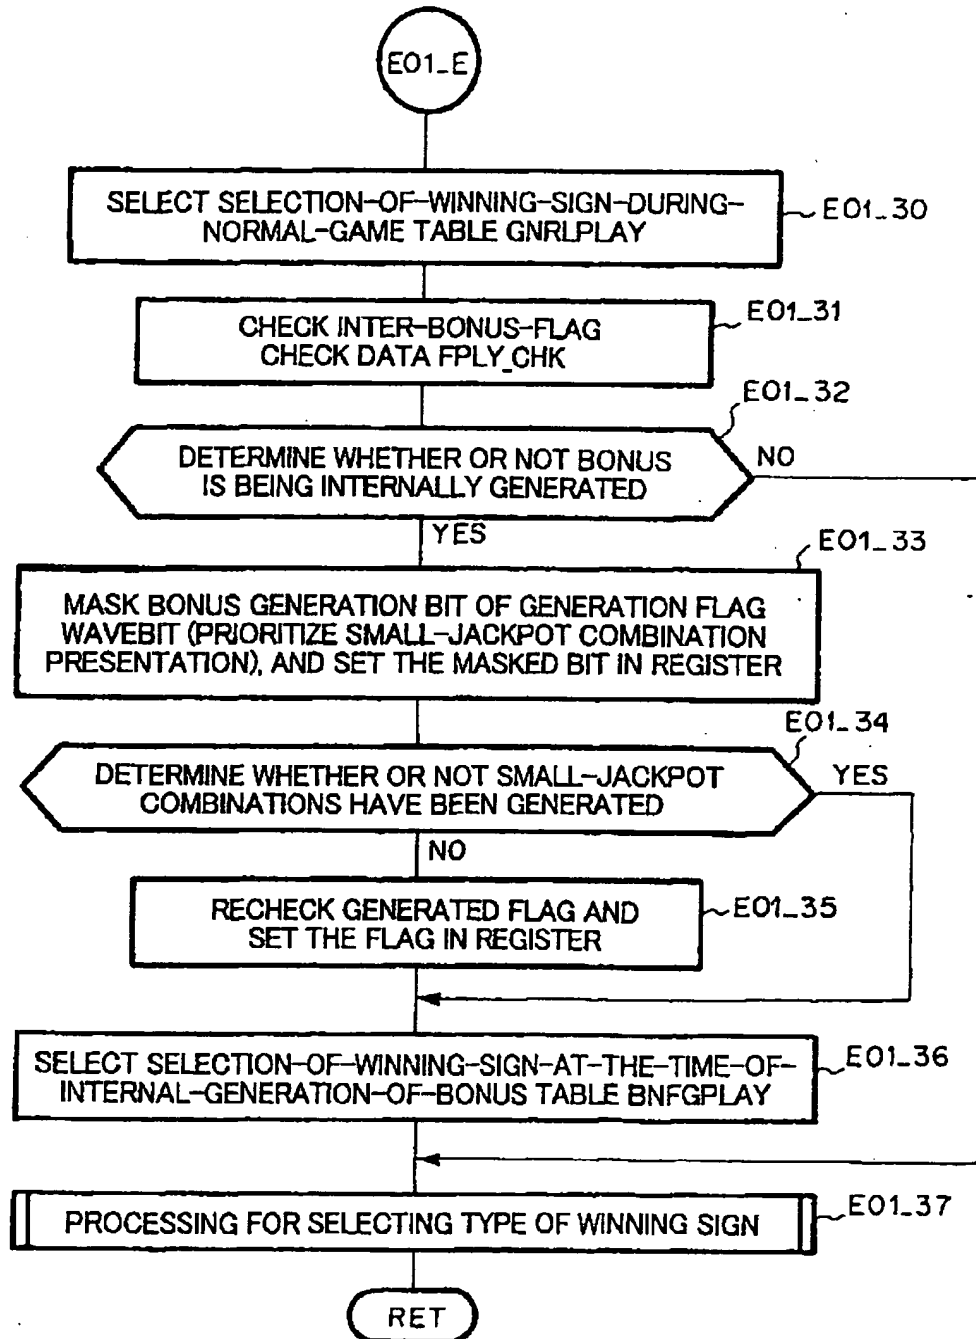 E01_E
SELECT SELECTION-OF-WINNING-SIGN-DURING-
NORMAL-GAME TABLE GNRLPLAY
E01_30
CHECK INTER-BONUS-FLAG
CHECK DATA FPLY_CHK
E01_31
E01_32
DETERMINE WHETHER OR NOT BONUS
IS BEING INTERNALLY GENERATED
NO
YES
E01_33
MASK BONUS GENERATION BIT OF GENERATION FLAG
WAVEBIT (PRIORITIZE SMALL-JACKPOT COMBINATION
PRESENTATION), AND SET THE MASKED BIT IN REGISTER
E01_34
DETERMINE WHETHER OR NOT SMALL-JACKPOT
COMBINATIONS HAVE BEEN GENERATED
YES
NO
RECHECK GENERATED FLAG AND
SET THE FLAG IN REGISTER
E01_35
SELECT SELECTION-OF-WINNING-SIGN-AT-THE-TIME-OF-
INTERNAL-GENERATION-OF-BONUS TABLE BNFGPLAY
E01_36
PROCESSING FOR SELECTING TYPE OF WINNING SIGN
E01_37
RET